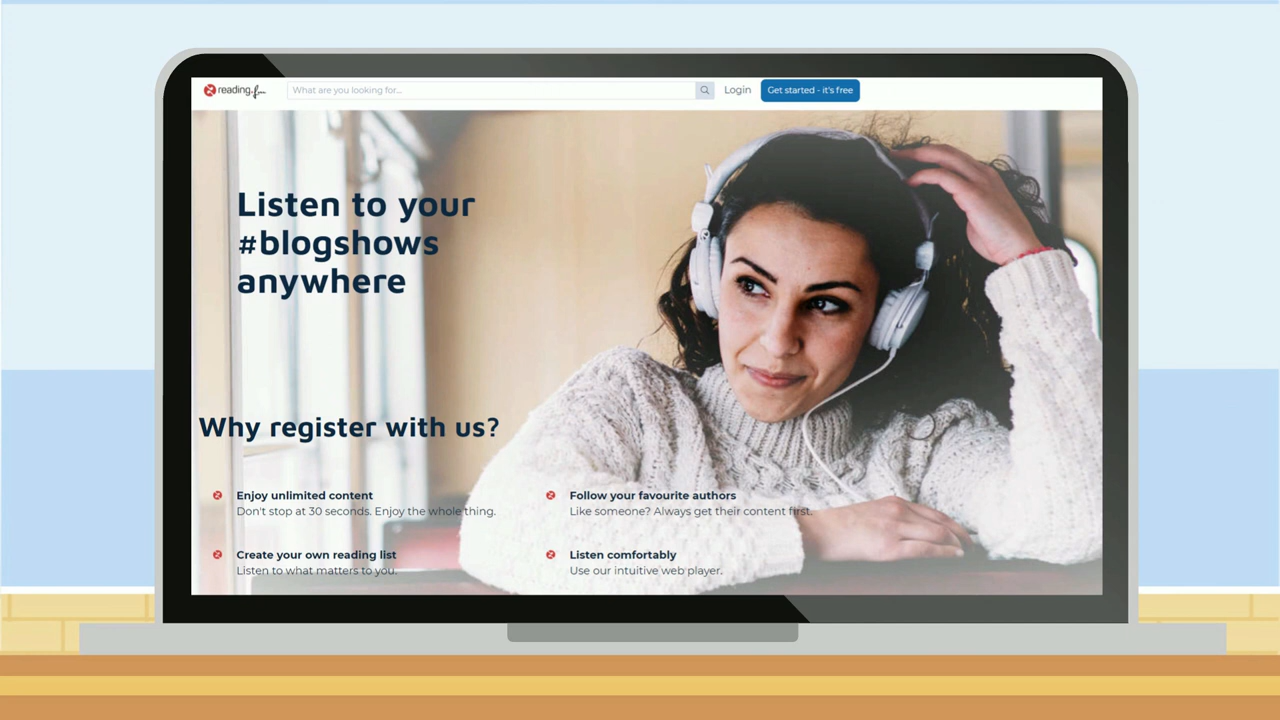 reading.fm
What are you looking for...
Login
Get started - it's free
Listen to your
#blogshows
anywhere
Why register with us?
Enjoy unlimited content
Don't stop at 30 seconds. Enjoy the whole thing.
Follow your favourite authors
Like someone? Always get their content first.
Create your own reading list
Listen to what matters to you.
Listen comfortably
Use our intuitive web player.